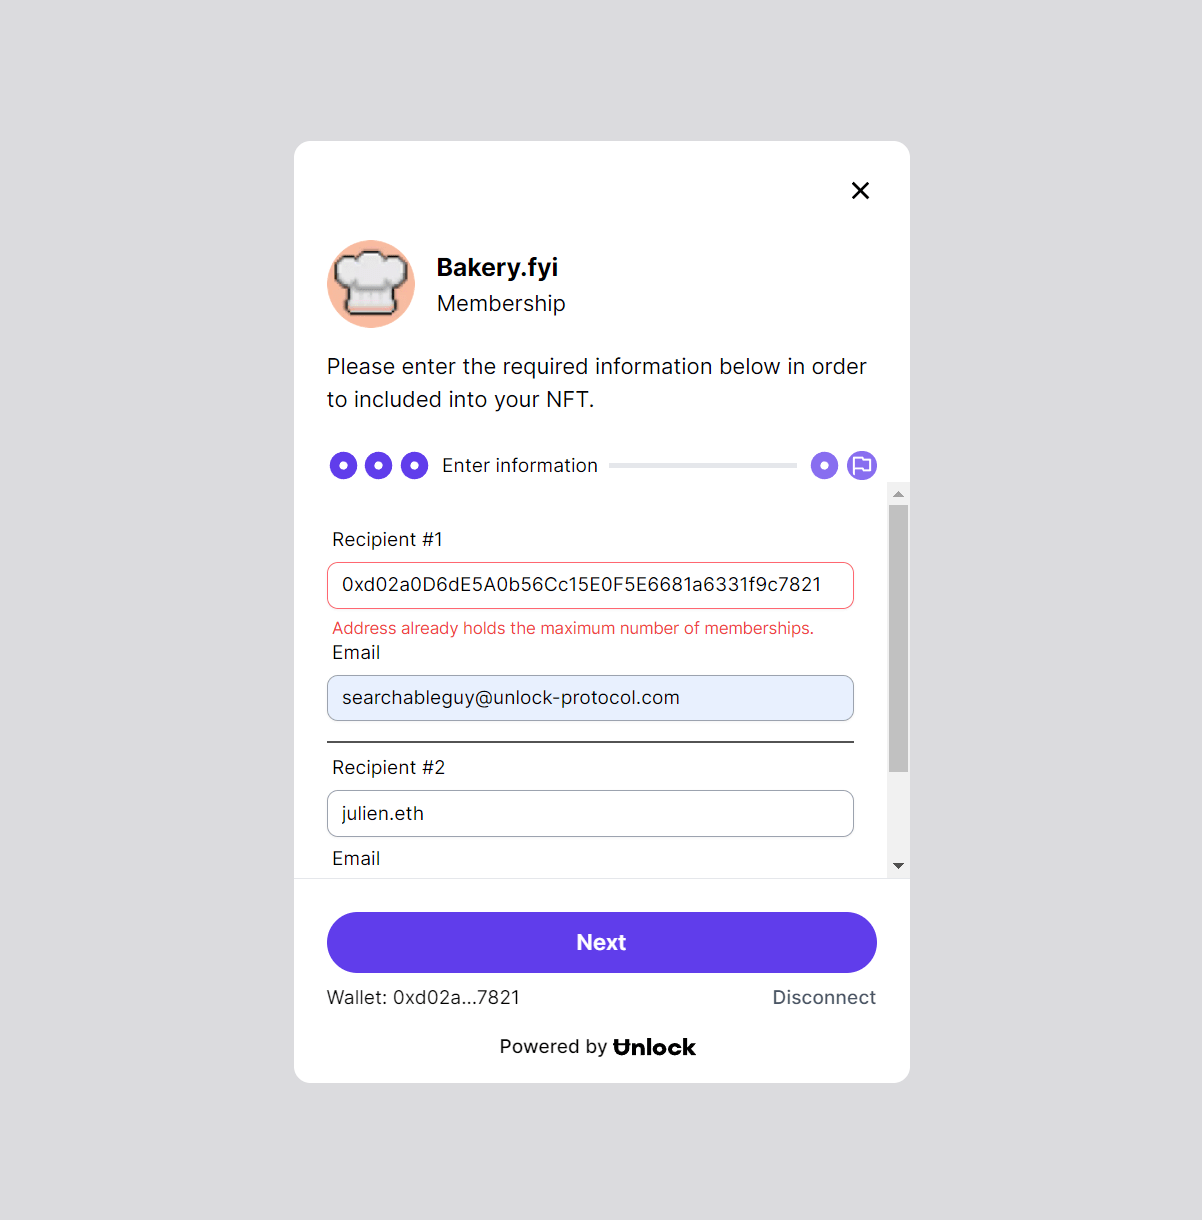 Bakery.fyi
Membership
Please enter the required information below in order
to included into your NFT.
Enter information
Recipient #1
0xd02a0D6dE5A0b56Cc15E0F5E6681a6331f9c7821
Address already holds the maximum number of memberships.
Email
searchableguy@unlock-protocol.com
Recipient #2
julien.eth
Email
Next
Wallet: 0xd02a...7821
Disconnect
Powered by Unlock